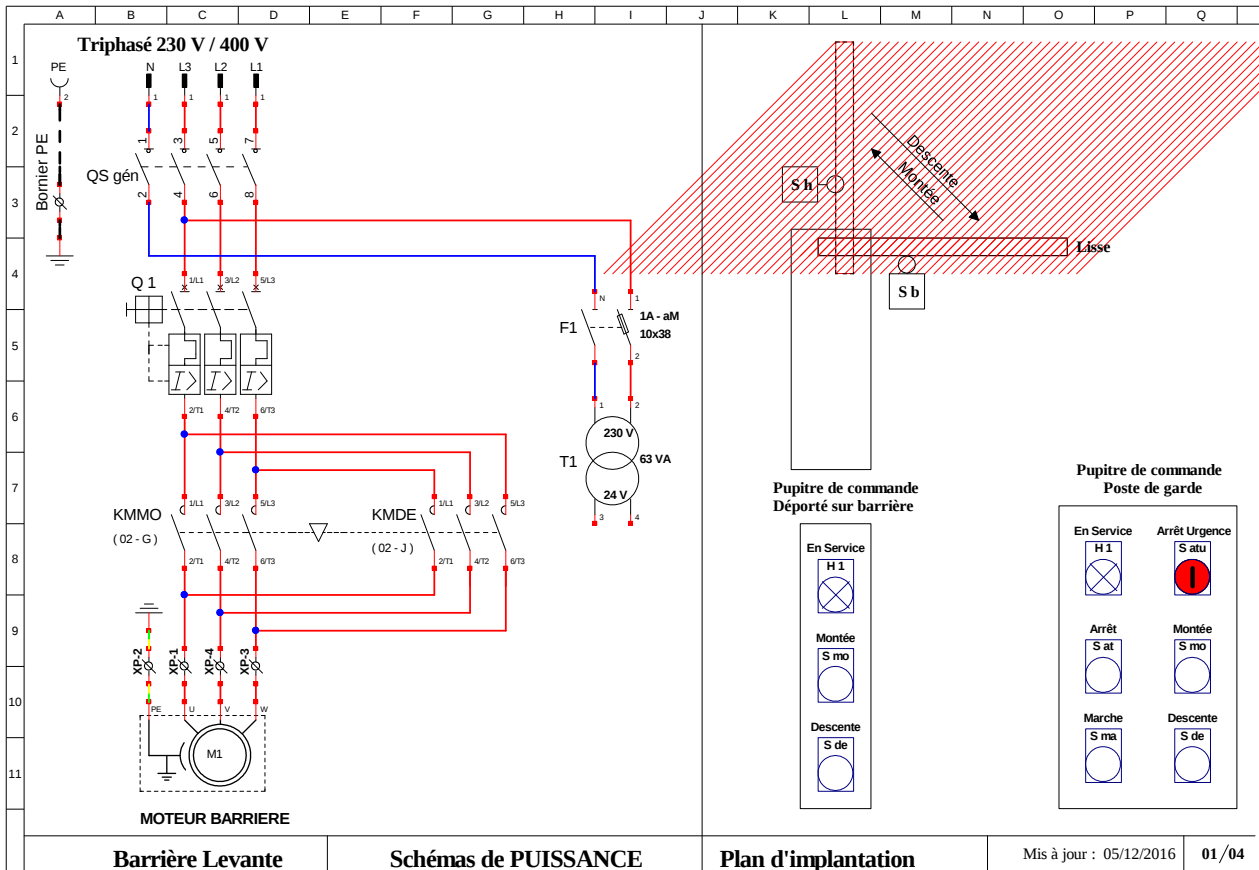 A B C D E F G H I J K L M N O P Q
1
2
3
4
5
6
7
8
9
10
11
Triphasé 230 V / 400 V
PE N L3 L2 L1
2 1 1 1 1
Bornier PE
1 3 5 7
QS gén
2 4 6 8
Q 1
1/L1 3/L2 5/L3
I> I> I>
2/T1 4/T2 6/T3
N 1
F1
1A - aM
10x38
2
1 2
230 V
T1
63 VA
24 V
3 4
KMMO
( 02 - G )
1/L1 3/L2 5/L3
2/T1 4/T2 6/T3
KMDE
( 02 - J )
1/L1 3/L2 5/L3
2/T1 4/T2 6/T3
XP-2 XP-1 XP-4 XP-3
PE U V W
M1
MOTEUR BARRIERE
Descente
Montée
S h
Lisse
S b
Pupitre de commande
Déporté sur barrière
En Service
H 1
Montée
S mo
Descente
S de
Pupitre de commande
Poste de garde
En Service Arrêt Urgence
H 1 S atu
Arrêt Montée
S at S mo
Marche Descente
S ma S de
Barrière Levante
Schémas de PUISSANCE
Plan d'implantation
Mis à jour : 05/12/2016
01/04